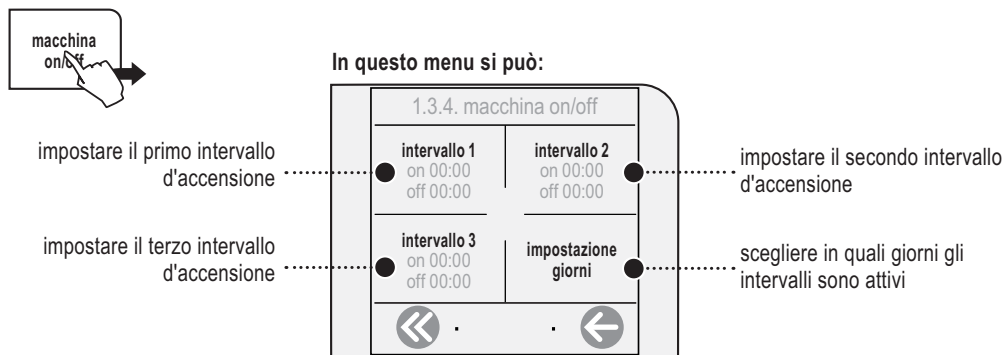 macchina
on/off
In questo menu si può:
1.3.4. macchina on/off
impostare il primo intervallo
d'accensione
intervallo 1
on 00:00
off 00:00
intervallo 2
on 00:00
off 00:00
impostare il secondo intervallo
d'accensione
impostare il terzo intervallo
d'accensione
intervallo 3
on 00:00
off 00:00
impostazione
giorni
scegliere in quali giorni gli
intervalli sono attivi